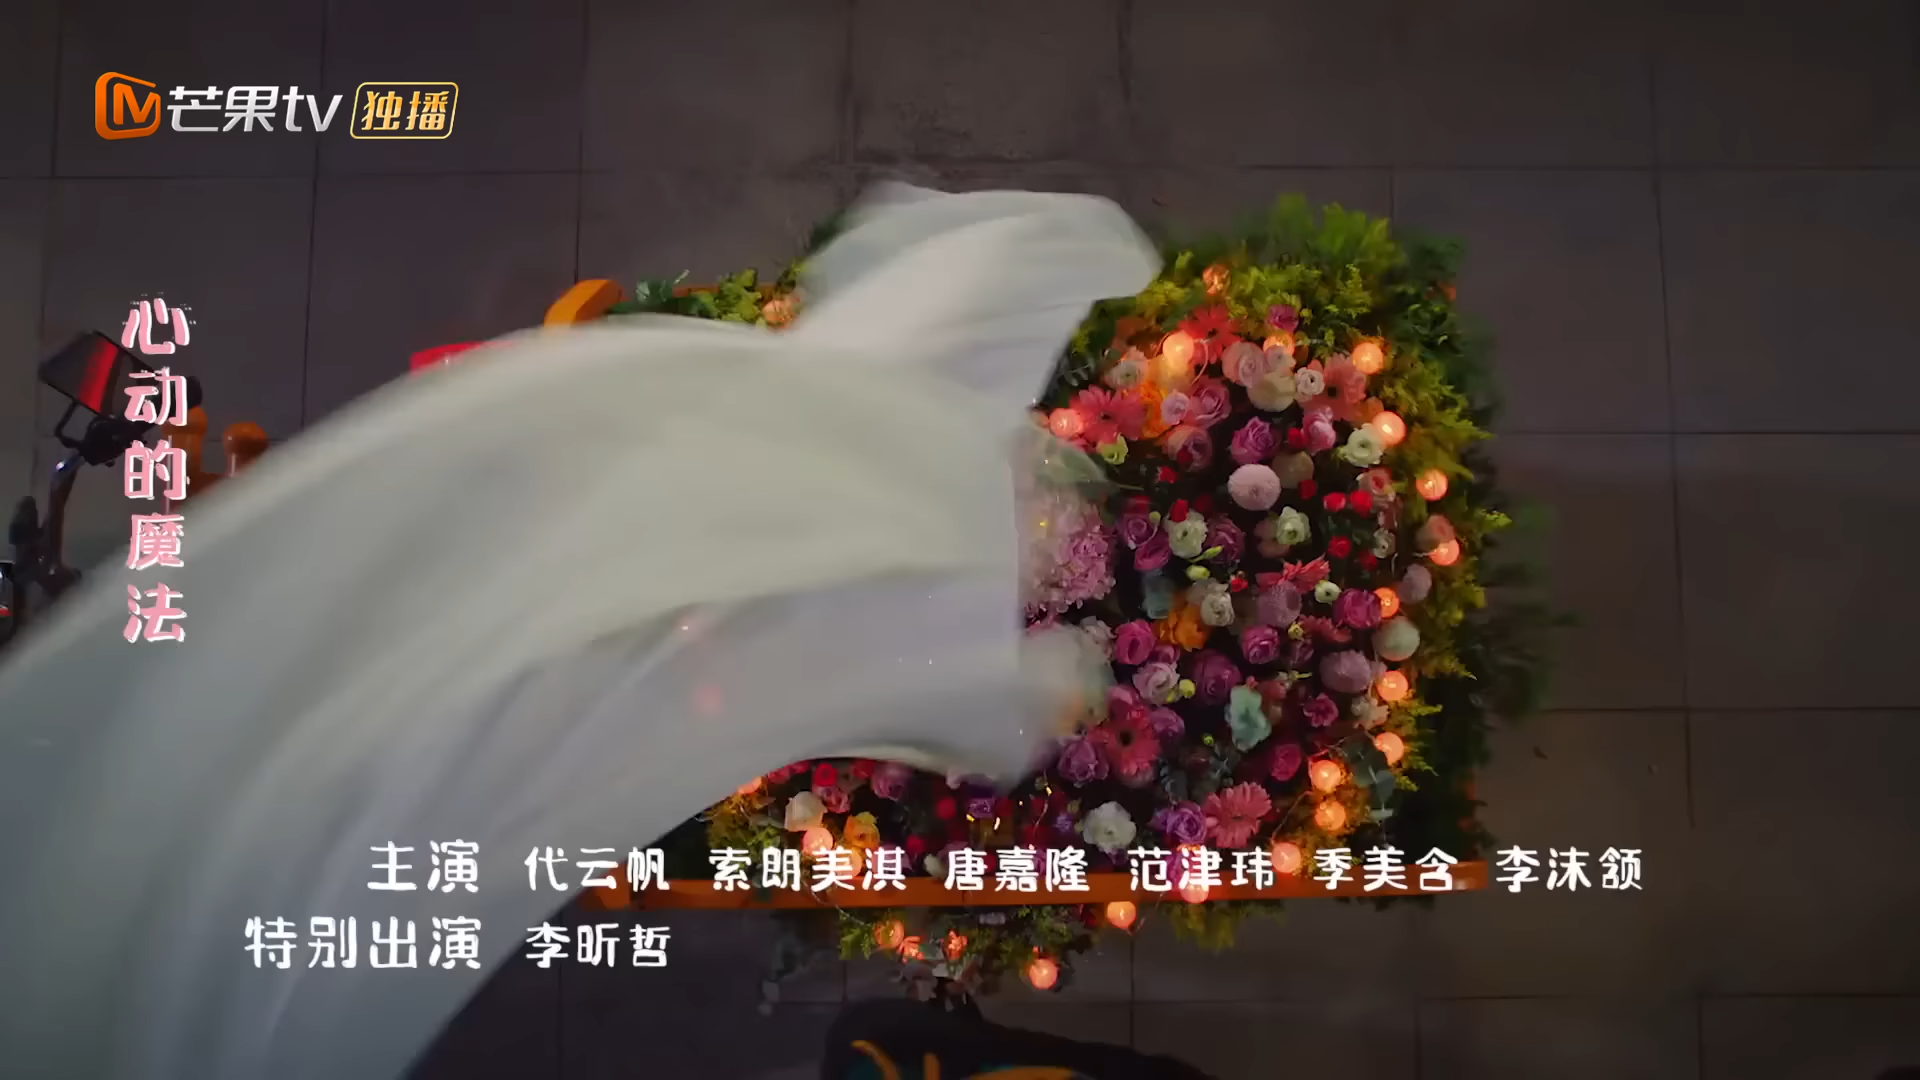 芒果tv 独播
心动的魔法
主演 代云帆 索朗美淇 唐嘉隆 范津玮 季美含 李沫颔
特别出演 李昕哲